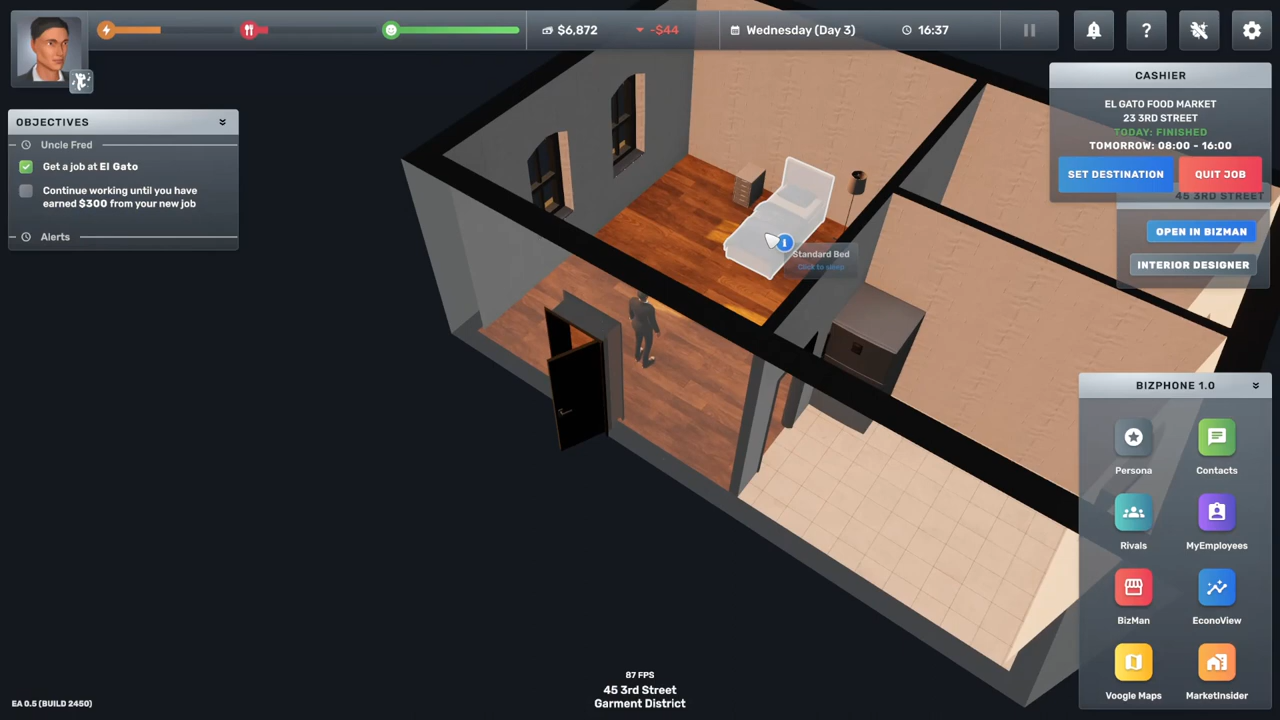 $6,872
-$44
Wednesday (Day 3)
16:37
?
OBJECTIVES
Uncle Fred
Get a job at El Gato
Continue working until you have
earned $300 from your new job
Alerts
CASHIER
EL GATO FOOD MARKET
23 3RD STREET
TODAY: FINISHED
TOMORROW: 08:00 - 16:00
SET DESTINATION
QUIT JOB
45 3RD STREET
OPEN IN BIZMAN
INTERIOR DESIGNER
Standard Bed
Click to sleep
BIZPHONE 1.0
Persona
Contacts
Rivals
MyEmployees
BizMan
EconoView
Voogle Maps
MarketInsider
87 FPS
45 3rd Street
Garment District
EA 0.5 (BUILD 2450)